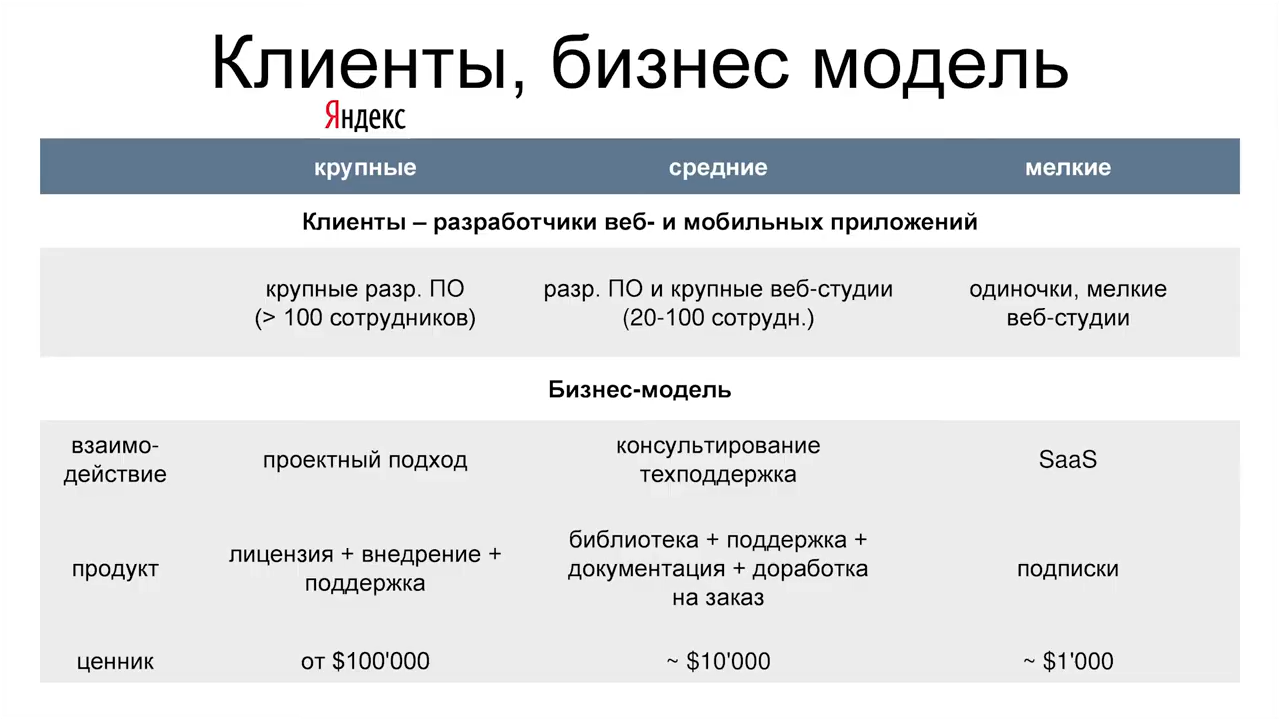 Клиенты, бизнес модель
Яндекс
крупные средние мелкие
Клиенты – разработчики веб- и мобильных приложений
крупные разр. ПО разр. ПО и крупные веб-студии одиночки, мелкие
(> 100 сотрудников) (20-100 сотрудн.) веб-студии
Бизнес-модель
взаимо-
действие
проектный подход
консультирование
техподдержка
SaaS
продукт
лицензия + внедрение +
поддержка
библиотека + поддержка +
документация + доработка
на заказ
подписки
ценник от $100'000 ~ $10'000 ~ $1'000